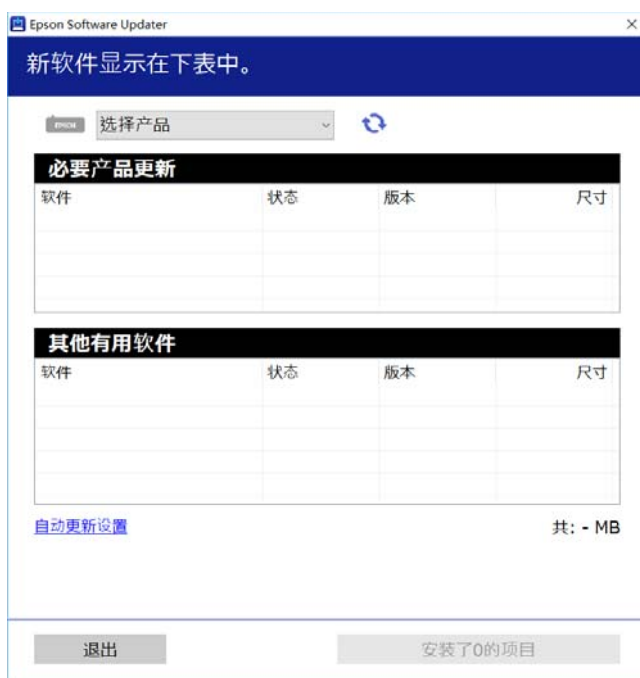 Epson Software Updater
新软件显示在下表中。
EPSON 选择产品
必要产品更新
软件 状态 版本 尺寸
其他有用软件
软件 状态 版本 尺寸
自动更新设置 共: - MB
退出 安装了0的项目